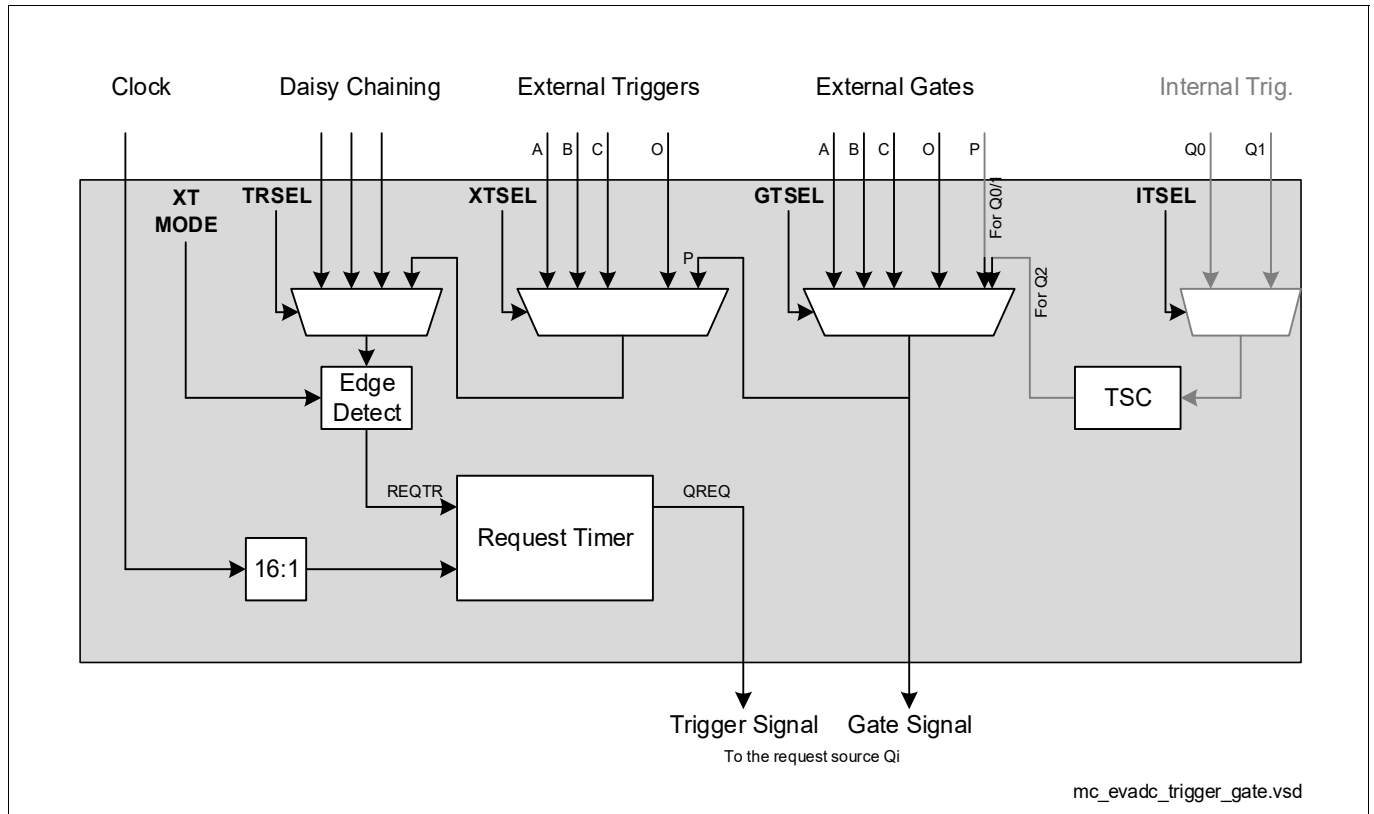 Clock Daisy Chaining External Triggers External Gates Internal Trig.
A B C O A B C O P Q0 Q1
XT MODE TRSEL XTSEL GTSEL ITSEL
For Q0/1
P
For Q2
Edge
Detect
TSC
REQTR QREQ
Request Timer
16:1
Trigger Signal Gate Signal
To the request source Qi
mc_evadc_trigger_gate.vsd